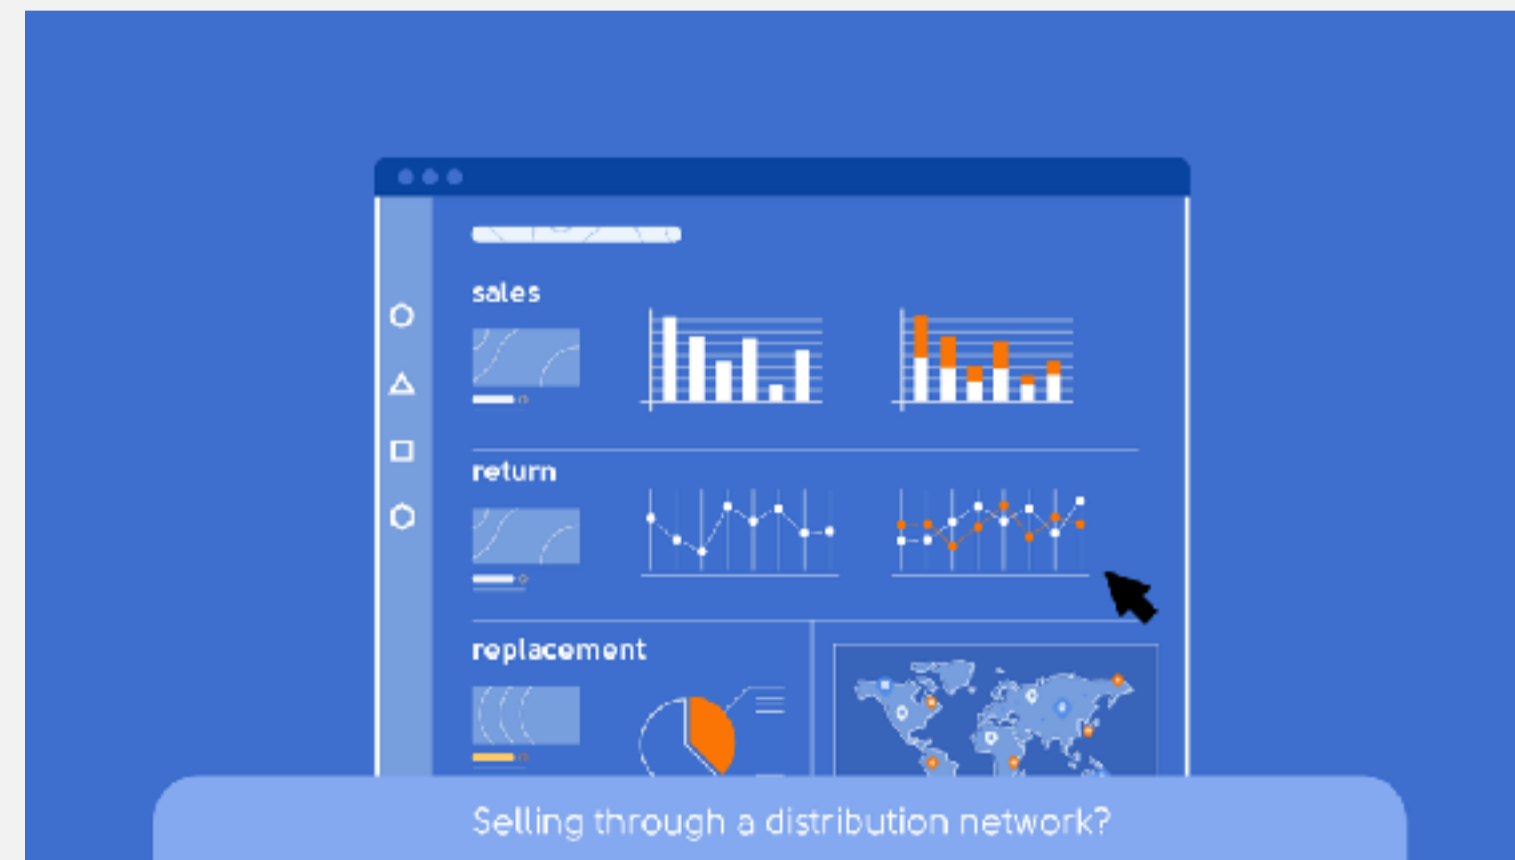 sales
return
replacement
Selling through a distribution network?